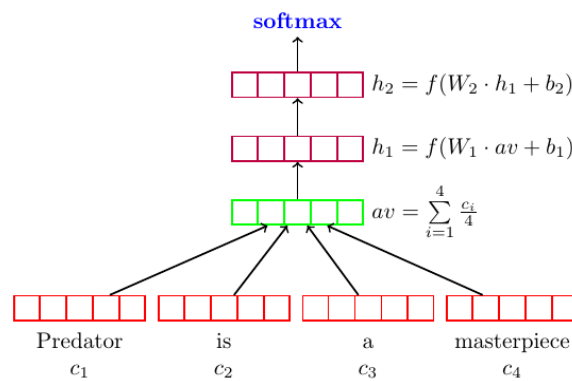 softmax
h₂ = f(W₂ · h₁ + b₂)
h₁ = f(W₁ · av + b₁)
av = ∑_{i=1}^{4} c_i/4
Predator is a masterpiece
c₁ c₂ c₃ c₄